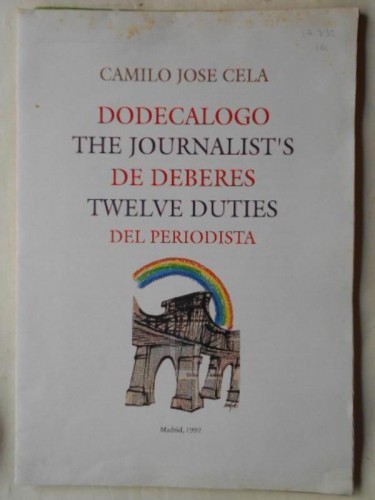 CAMILO JOSE CELA
DODECALOGO
THE JOURNALIST'S
DE DEBERES
TWELVE DUTIES
DEL PERIODISTA
Madrid, 1997